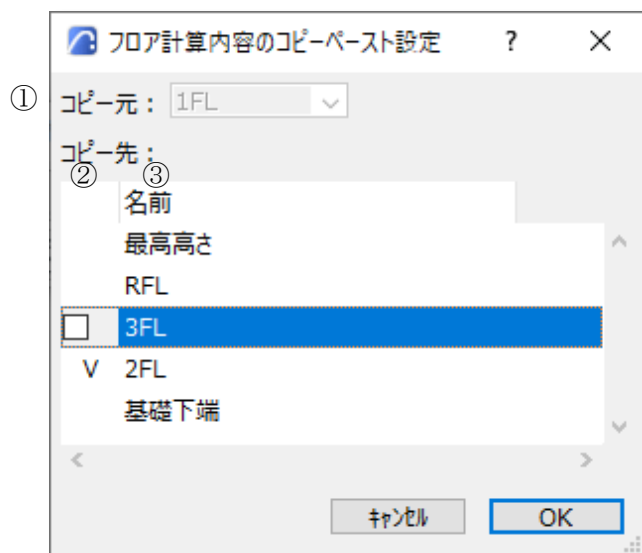 フロア計算内容のコピーペースト設定 ? ×
① コピー元： 1FL
コピー先：
② ③
名前
最高高さ
RFL
3FL
V 2FL
基礎下端
ｷｬﾝｾﾙ OK